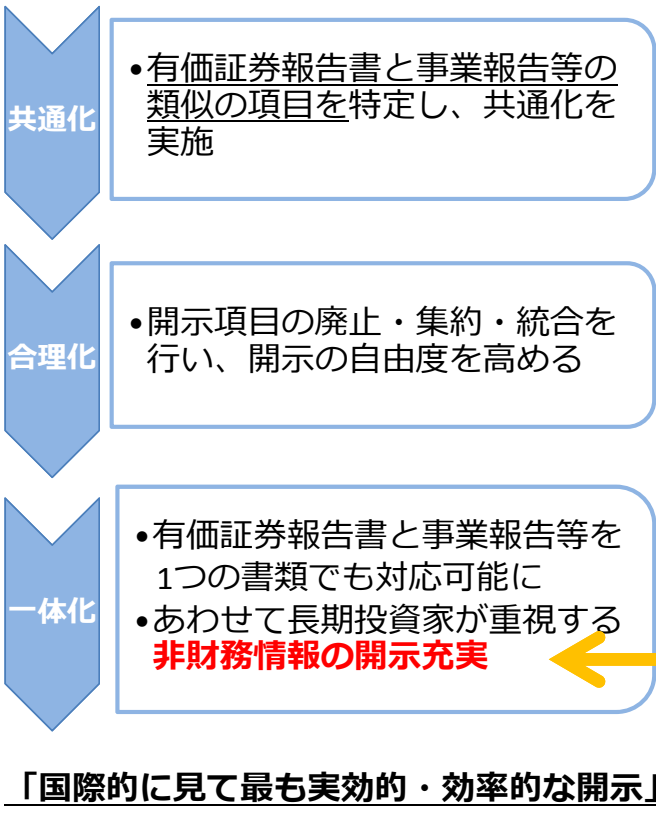 共通化
•有価証券報告書と事業報告等の
類似の項目を特定し、共通化を
実施
合理化
•開示項目の廃止・集約・統合を
行い、開示の自由度を高める
一体化
•有価証券報告書と事業報告等を
1つの書類でも対応可能に
•あわせて長期投資家が重視する
非財務情報の開示充実
「国際的に見て最も実効的・効率的な開示」